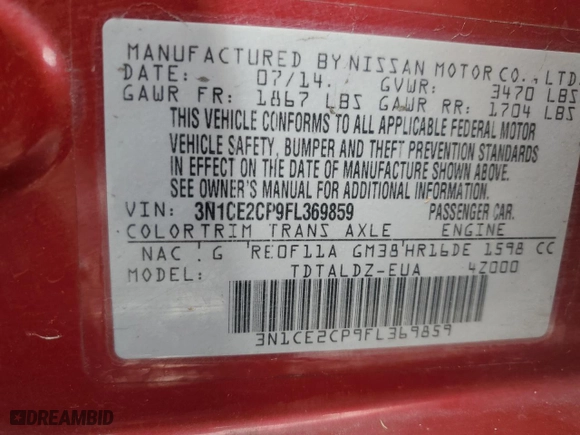 MANUFACTURED BY NISSAN MOTOR CO., LTD.
DATE: 07/14. GVWR: 3470 LBS
GAWR FR: 1867 LBS GAWR RR: 1704 LBS
THIS VEHICLE CONFORMS TO ALL APPLICABLE FEDERAL MOTOR
VEHICLE SAFETY, BUMPER AND THEFT PREVENTION STANDARDS
IN EFFECT ON THE DATE OF MANUFACTURE SHOWN ABOVE.
SEE OWNER'S MANUAL FOR ADDITIONAL INFORMATION.
VIN: 3N1CE2CP9FL369859 PASSENGER CAR.
COLOR TRIM TRANS AXLE ENGINE
NAC G RE0F11A GM38 HR16DE 1598 CC
MODEL: TDTALDZ-EUA 4Z000
3N1CE2CP9FL369859
DREAMBID